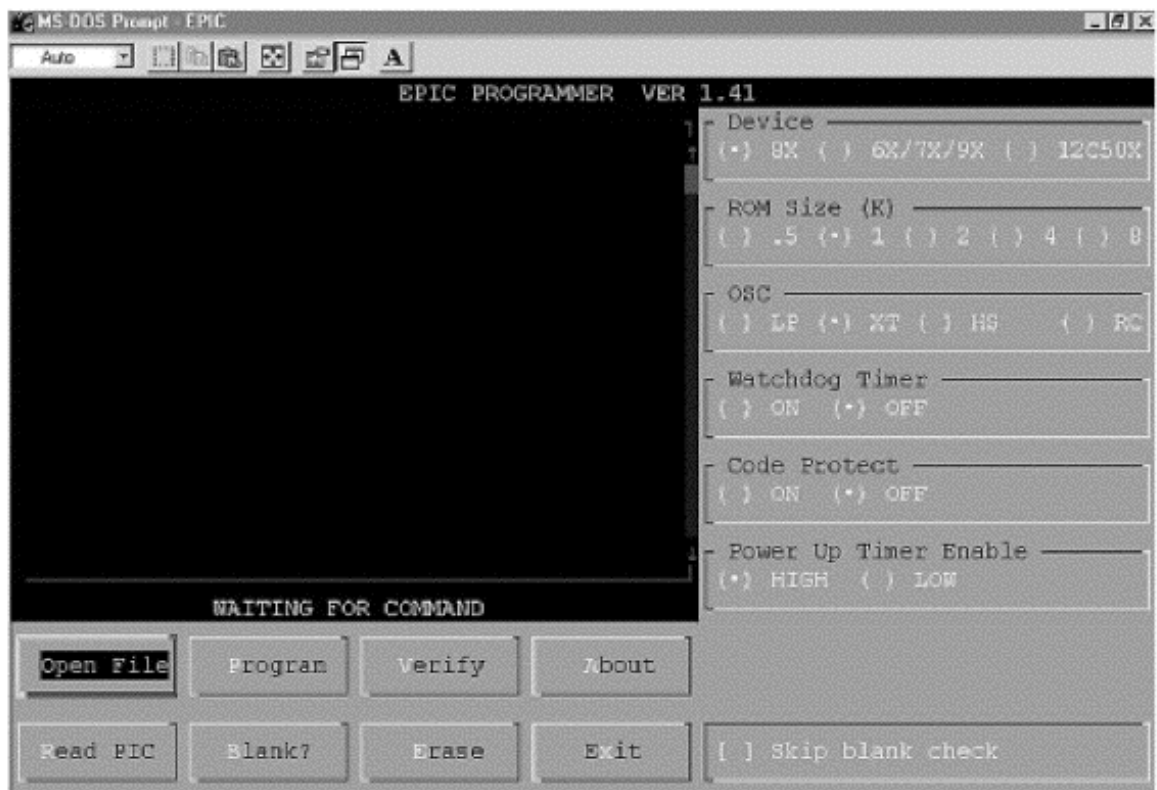 MS-DOS Prompt - EPIC
Auto
A
EPIC PROGRAMMER VER 1.41
Device
(•) 8X ( ) 6X/7X/9X ( ) 12C50X
ROM Size (K)
( ) .5 (•) 1 ( ) 2 ( ) 4 ( ) 8
OSC
( ) LP (•) XT ( ) HS ( ) RC
Watchdog Timer
( ) ON (•) OFF
Code Protect
( ) ON (•) OFF
Power Up Timer Enable
(•) HIGH ( ) LOW
WAITING FOR COMMAND
Open File Program Verify About
Read PIC Blank? Erase Exit [ ] Skip blank check